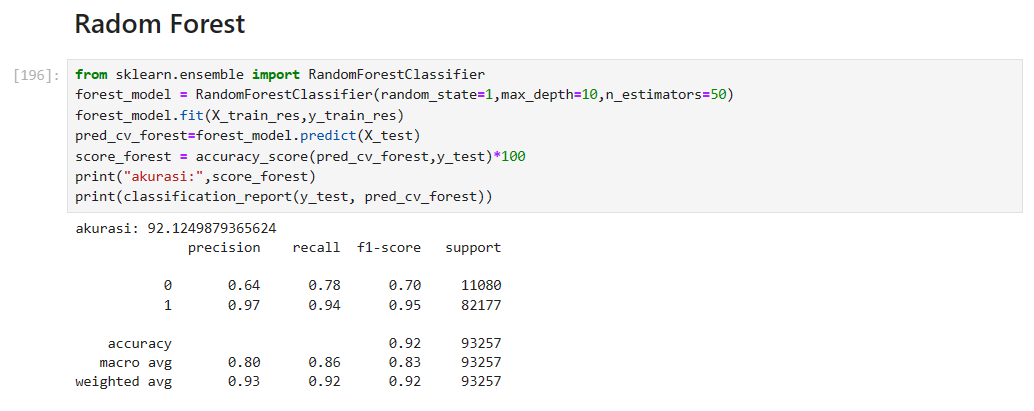 Radom Forest
[196]:
from sklearn.ensemble import RandomForestClassifier
forest_model = RandomForestClassifier(random_state=1,max_depth=10,n_estimators=50)
forest_model.fit(X_train_res,y_train_res)
pred_cv_forest=forest_model.predict(X_test)
score_forest = accuracy_score(pred_cv_forest,y_test)*100
print("akurasi:",score_forest)
print(classification_report(y_test, pred_cv_forest))
akurasi: 92.1249879365624
precision recall f1-score support
0 0.64 0.78 0.70 11080
1 0.97 0.94 0.95 82177
accuracy 0.92 93257
macro avg 0.80 0.86 0.83 93257
weighted avg 0.93 0.92 0.92 93257